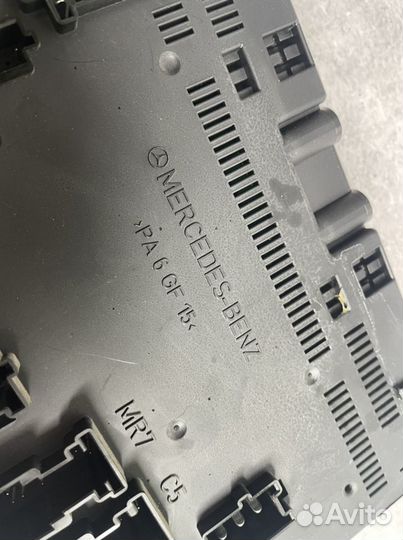 MERCEDES-BENZ
>PA 6 GF 15<
MR7 C5
Avito